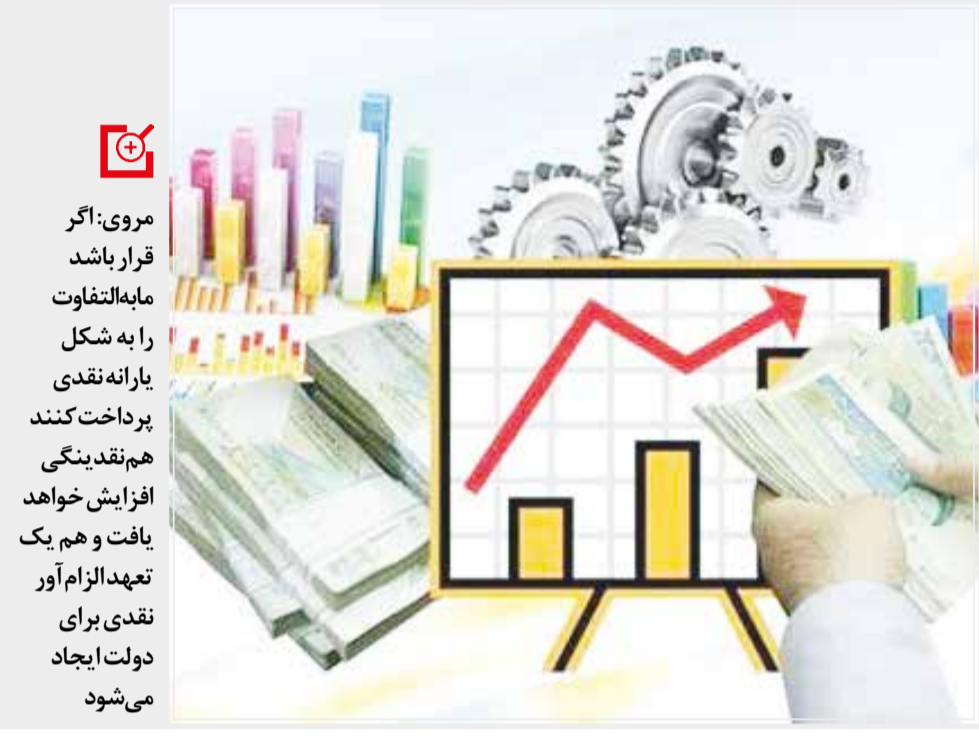 مروی: اگر
قرار باشد
مابه‌التفاوت
را به شکل
یارانه نقدی
پرداخت کنند
هم نقدینگی
افزایش خواهد
یافت و هم یک
تعهد الزام‌آور
نقدی برای
دولت ایجاد
می‌شود